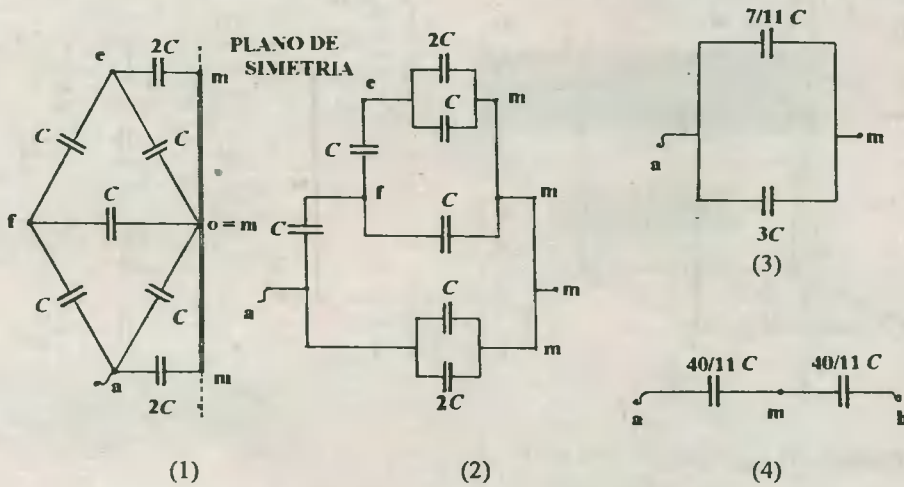 PLANO DE
SIMETRIA
e
2C
m
C
C
C
f
o = m
C
C
a
2C
m
(1)
2C
e
m
C
C
f
m
C
C
a
m
C
m
2C
(2)
7/11 C
a
m
3C
(3)
40/11 C
40/11 C
a
m
b
(4)